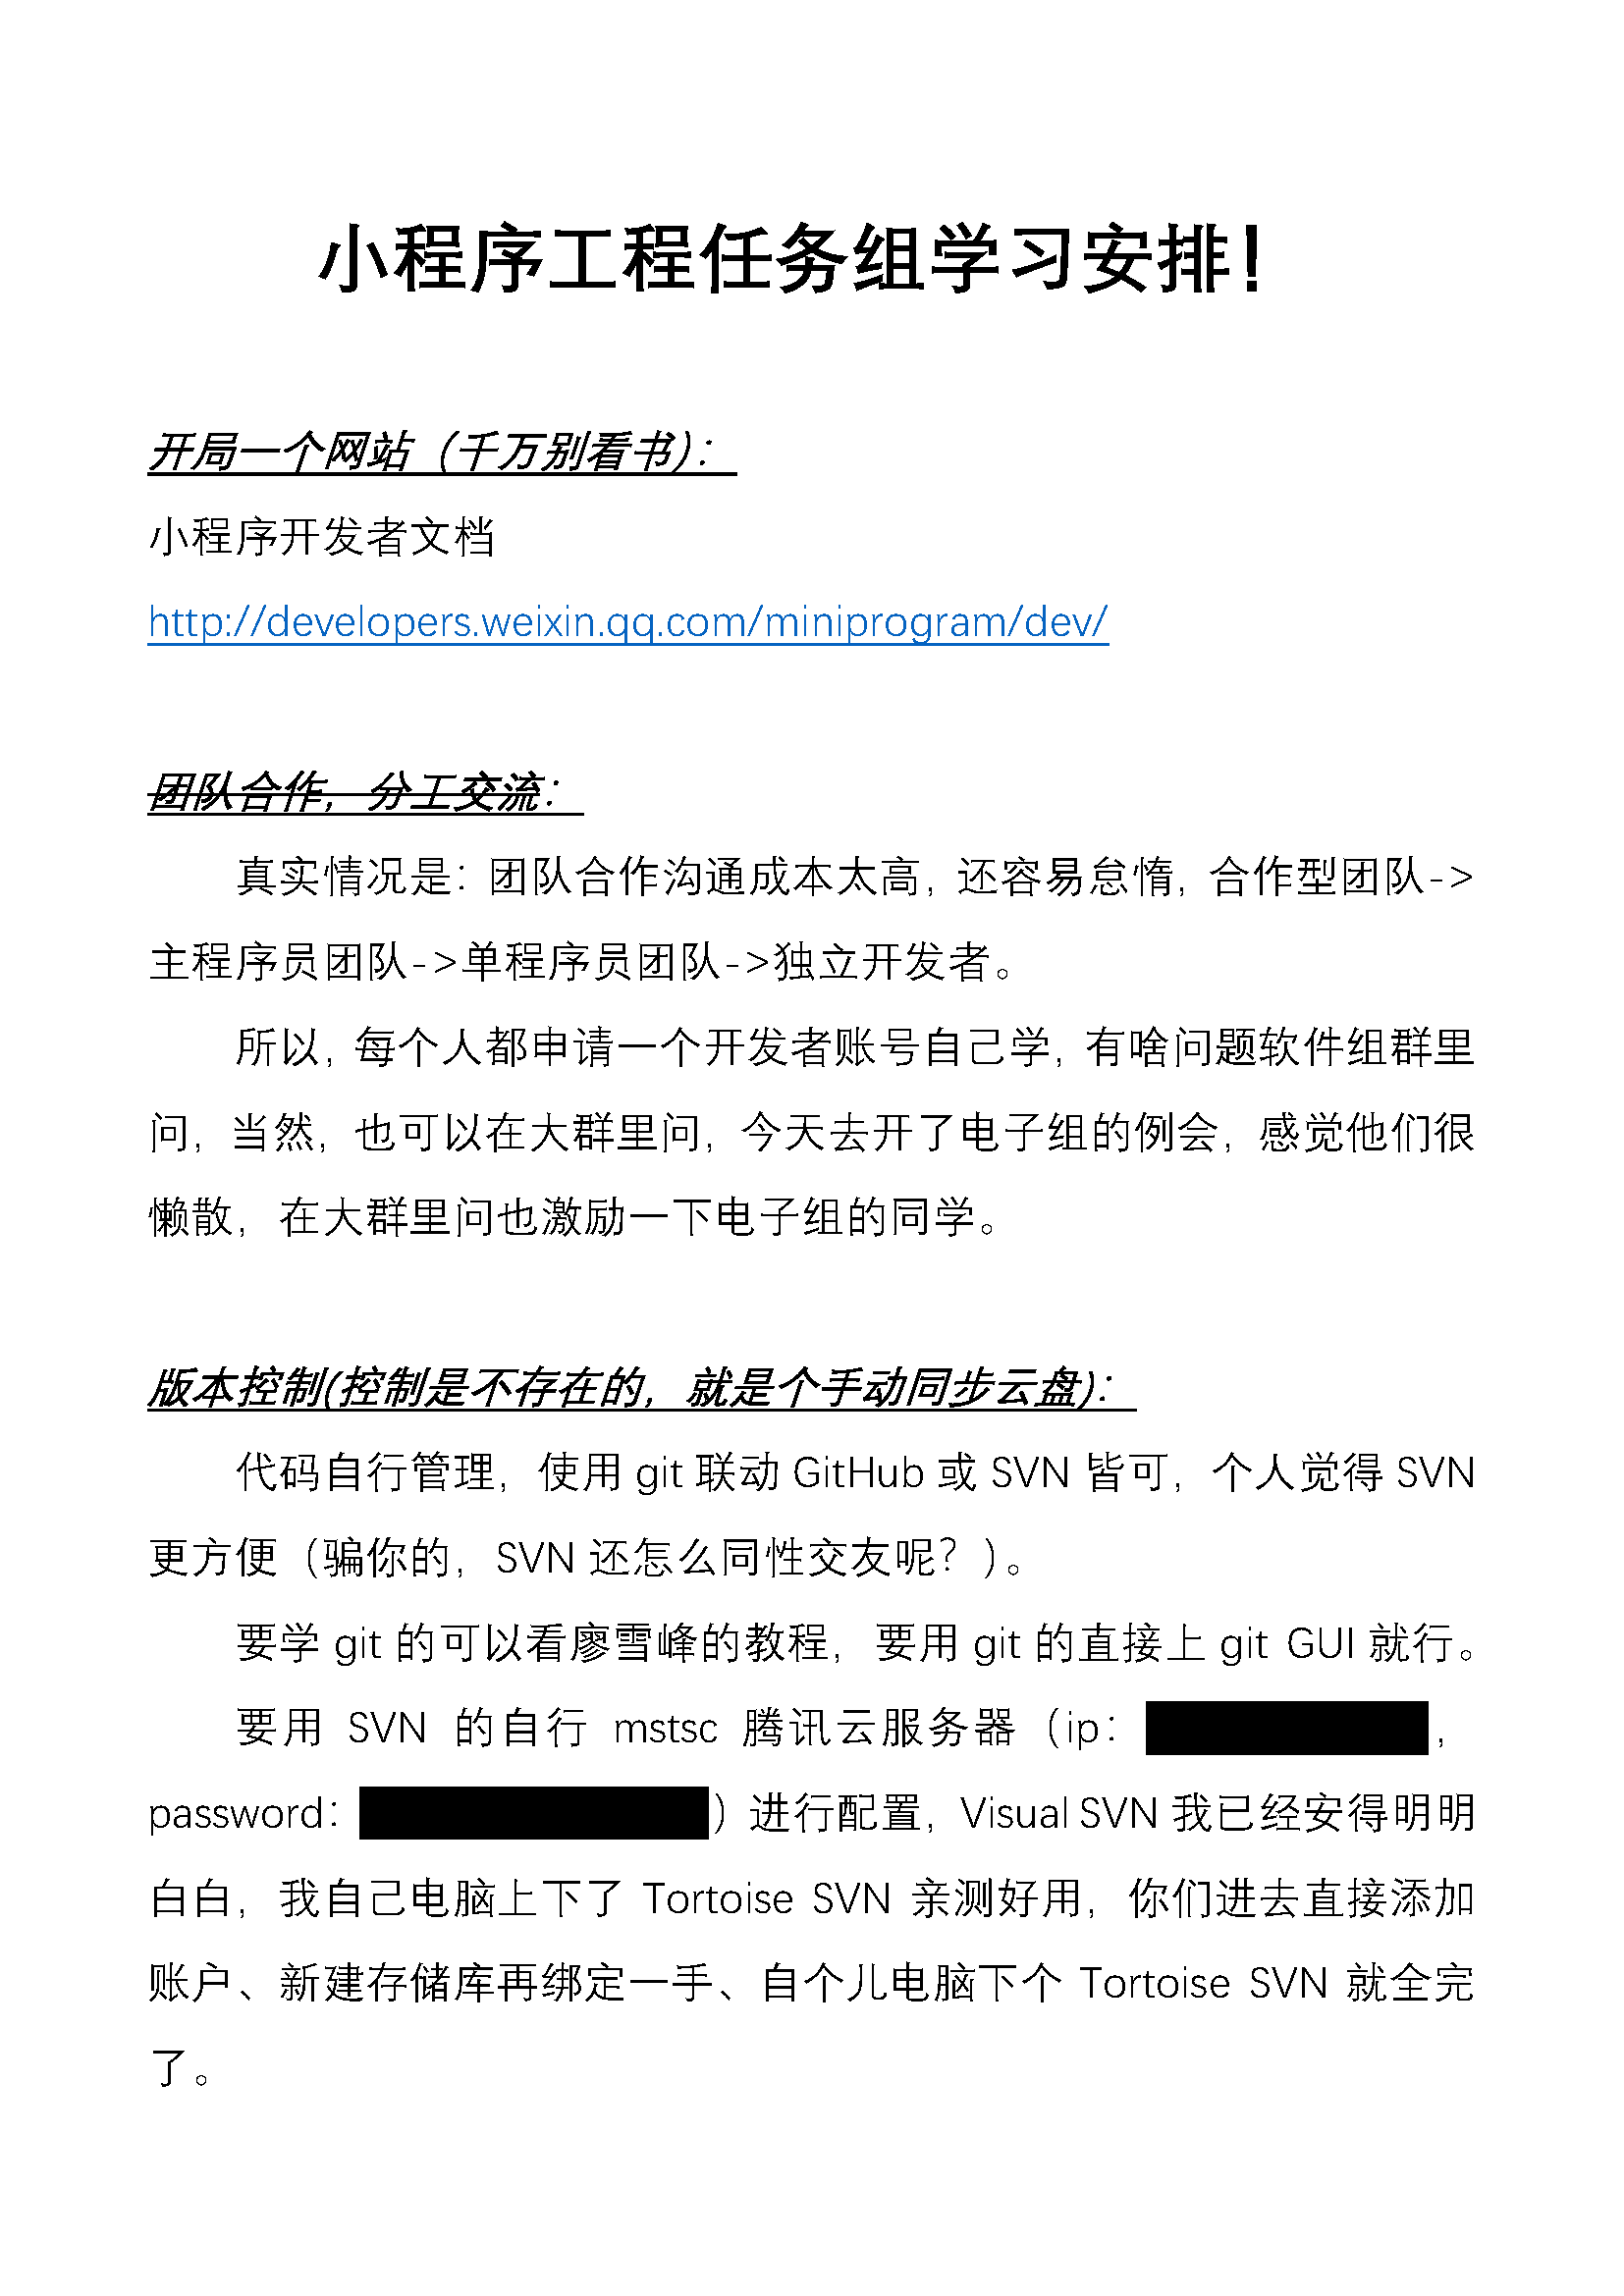 小程序工程任务组学习安排！
开局一个网站（千万别看书）：
小程序开发者文档
http://developers.weixin.qq.com/miniprogram/dev/
团队合作，分工交流：
真实情况是：团队合作沟通成本太高，还容易怠惰，合作型团队->
主程序员团队->单程序员团队->独立开发者。
所以，每个人都申请一个开发者账号自己学，有啥问题软件组群里
问，当然，也可以在大群里问，今天去开了电子组的例会，感觉他们很
懒散，在大群里问也激励一下电子组的同学。
版本控制(控制是不存在的，就是个手动同步云盘)：
代码自行管理，使用 git 联动 GitHub 或 SVN 皆可，个人觉得 SVN
更方便（骗你的，SVN 还怎么同性交友呢？）。
要学 git 的可以看廖雪峰的教程，要用 git 的直接上 git GUI 就行。
要用 SVN 的自行 mstsc 腾讯云服务器（ip：，
password：）进行配置，Visual SVN 我已经安得明明
白白，我自己电脑上下了 Tortoise SVN 亲测好用，你们进去直接添加
账户、新建存储库再绑定一手、自个儿电脑下个 Tortoise SVN 就全完
了。